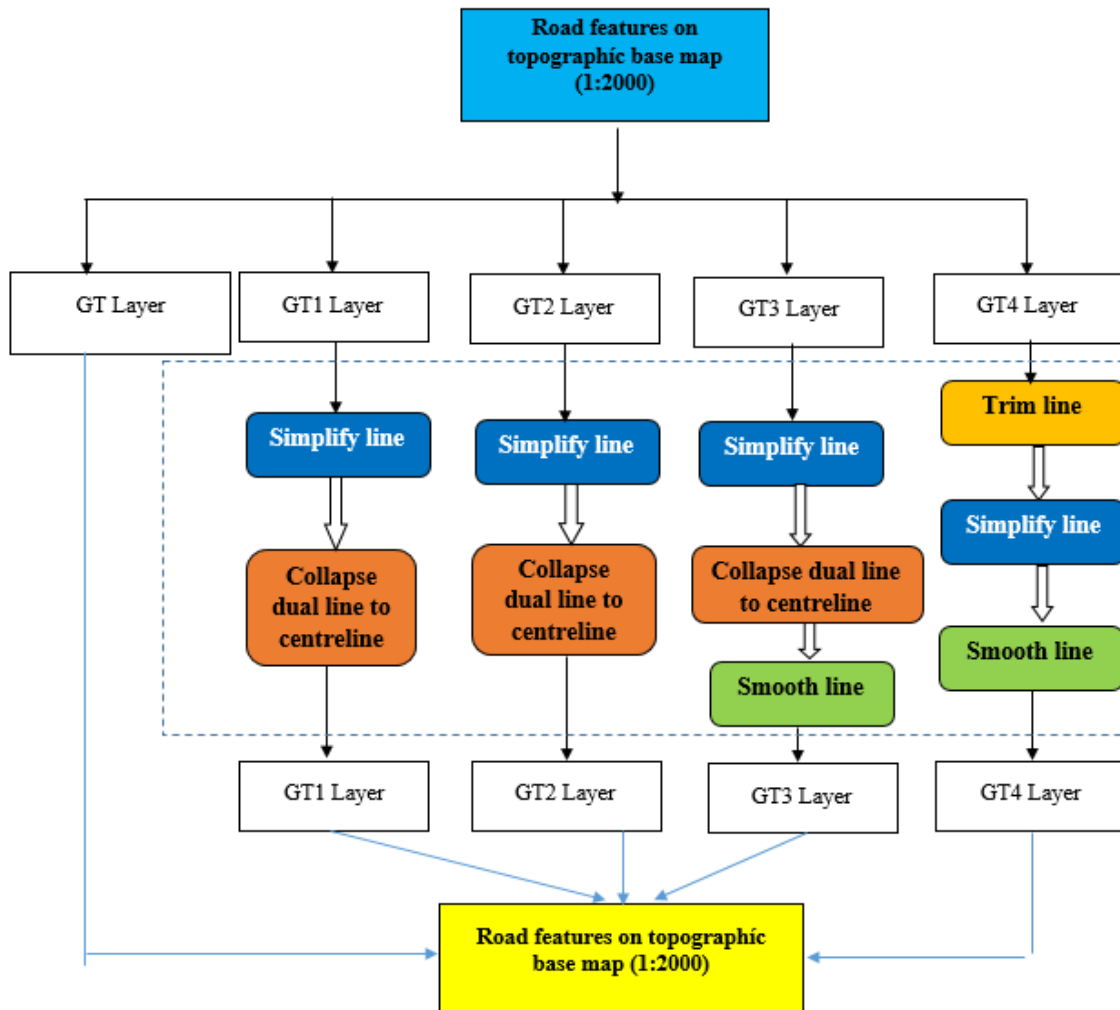 Road features on
topographíc base map
(1:2000)
GT Layer
GT1 Layer
GT2 Layer
GT3 Layer
GT4 Layer
Simplify line
Simplify line
Simplify line
Trim line
Collapse
dual line to
centreline
Collapse
dual line to
centreline
Collapse dual line
to centreline
Simplify line
Smooth line
Smooth line
GT1 Layer
GT2 Layer
GT3 Layer
GT4 Layer
Road features on topographíc
base map (1:2000)